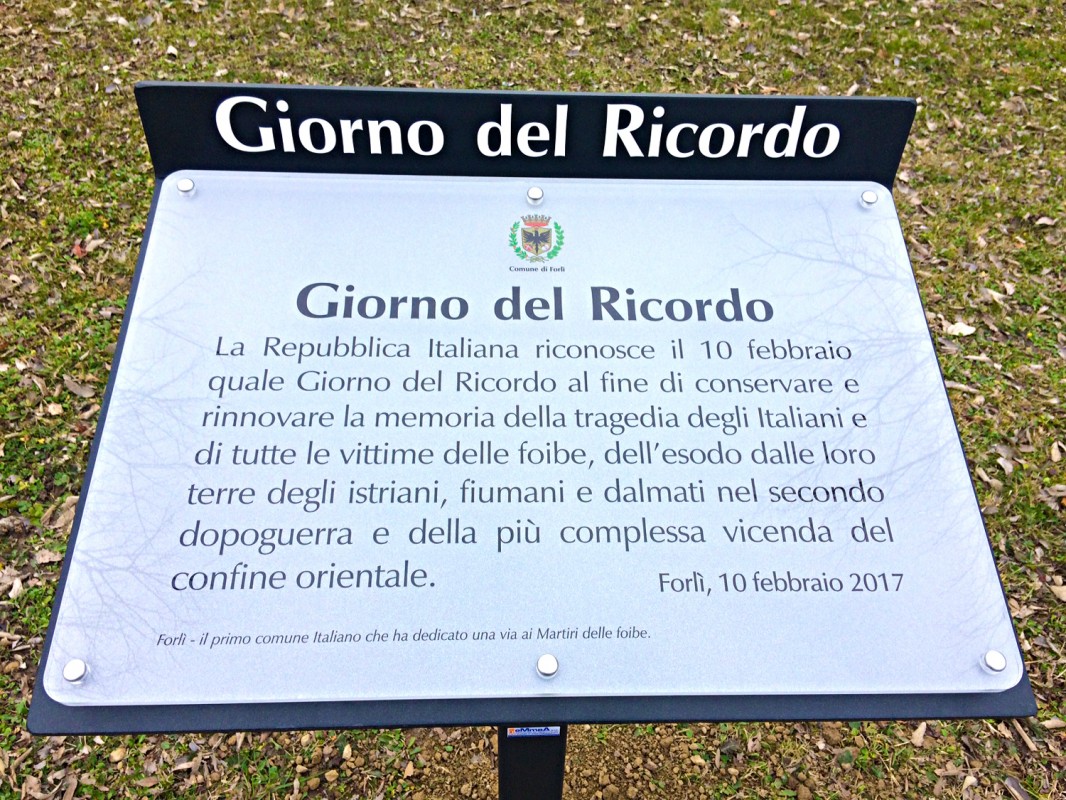 Giorno del Ricordo
Comune di Forlì
Giorno del Ricordo
La Repubblica Italiana riconosce il 10 febbraio
quale Giorno del Ricordo al fine di conservare e
rinnovare la memoria della tragedia degli Italiani e
di tutte le vittime delle foibe, dell'esodo dalle loro
terre degli istriani, fiumani e dalmati nel secondo
dopoguerra e della più complessa vicenda del
confine orientale.
Forlì, 10 febbraio 2017
Forlì - il primo comune Italiano che ha dedicato una via ai Martiri delle foibe.